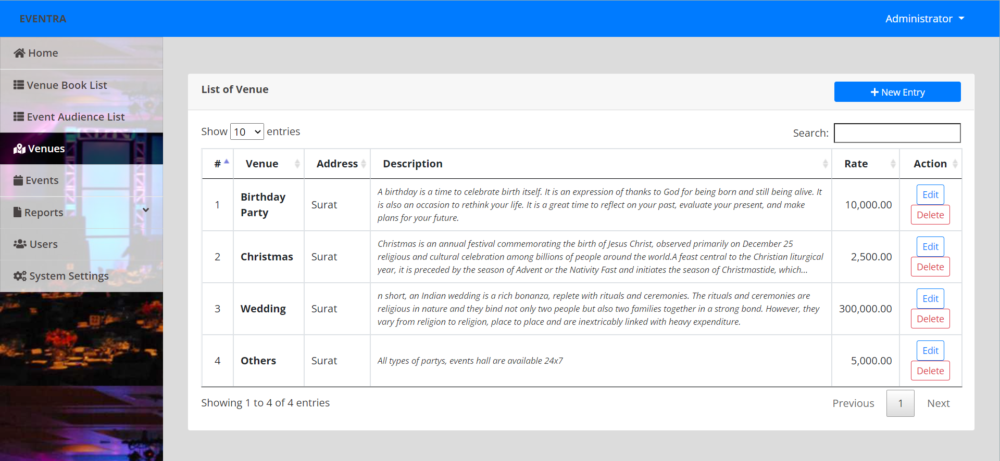 EVENTRA
Administrator
Home
Venue Book List
Event Audience List
Venues
Events
Reports
Users
System Settings
List of Venue
New Entry
Show 10 entries
Search:
# Venue Address Description Rate Action
1 Birthday Party Surat
A birthday is a time to celebrate birth itself. It is an expression of thanks to God for being born and still being alive. It
is also an occasion to rethink your life. It is a great time to reflect on your past, evaluate your present, and make
plans for your future.
10,000.00
Edit
Delete
2 Christmas Surat
Christmas is an annual festival commemorating the birth of Jesus Christ, observed primarily on December 25
religious and cultural celebration among billions of people around the world.A feast central to the Christian liturgical
year, it is preceded by the season of Advent or the Nativity Fast and initiates the season of Christmastide, which...
2,500.00
Edit
Delete
3 Wedding Surat
n short, an Indian wedding is a rich bonanza, replete with rituals and ceremonies. The rituals and ceremonies are
religious in nature and they bind not only two people but also two families together in a strong bond. However, they
vary from religion to religion, place to place and are inextricably linked with heavy expenditure.
300,000.00
Edit
Delete
4 Others Surat
All types of partys, events hall are available 24x7
5,000.00
Edit
Delete
Showing 1 to 4 of 4 entries
Previous 1 Next